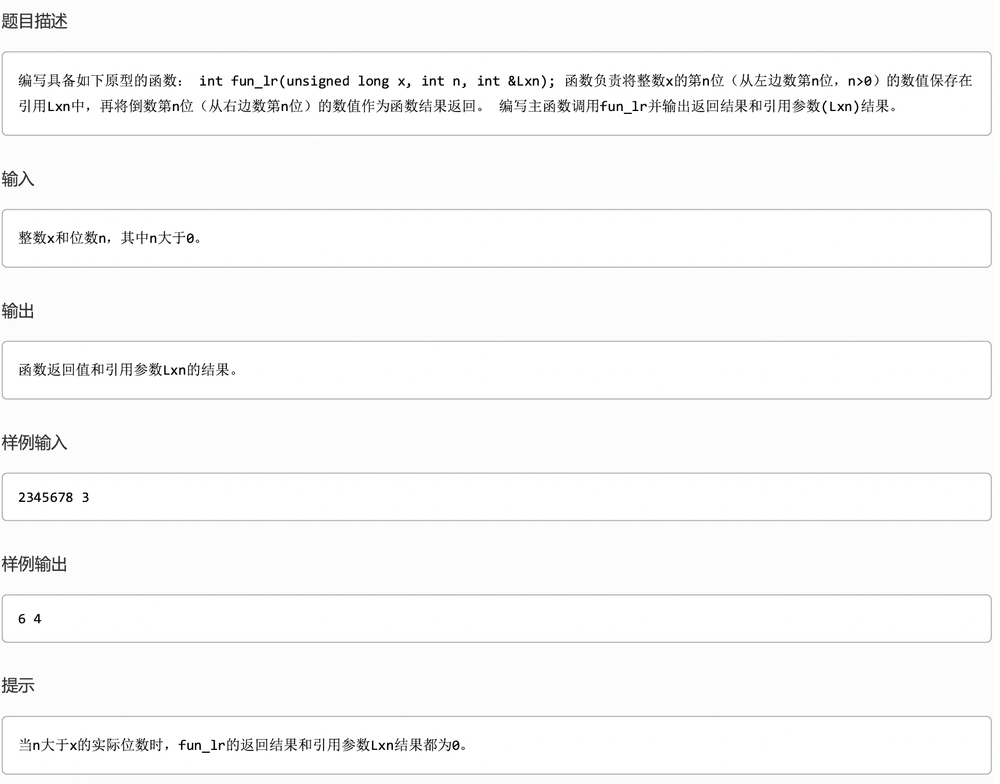 题目描述
编写具备如下原型的函数： int fun_lr(unsigned long x, int n, int &Lxn); 函数负责将整数x的第n位（从左边数第n位，n>0）的数值保存在
引用Lxn中，再将倒数第n位（从右边数第n位）的数值作为函数结果返回。 编写主函数调用fun_lr并输出返回结果和引用参数(Lxn)结果。
输入
整数x和位数n，其中n大于0。
输出
函数返回值和引用参数Lxn的结果。
样例输入
2345678 3
样例输出
6 4
提示
当n大于x的实际位数时，fun_lr的返回结果和引用参数Lxn结果都为0。